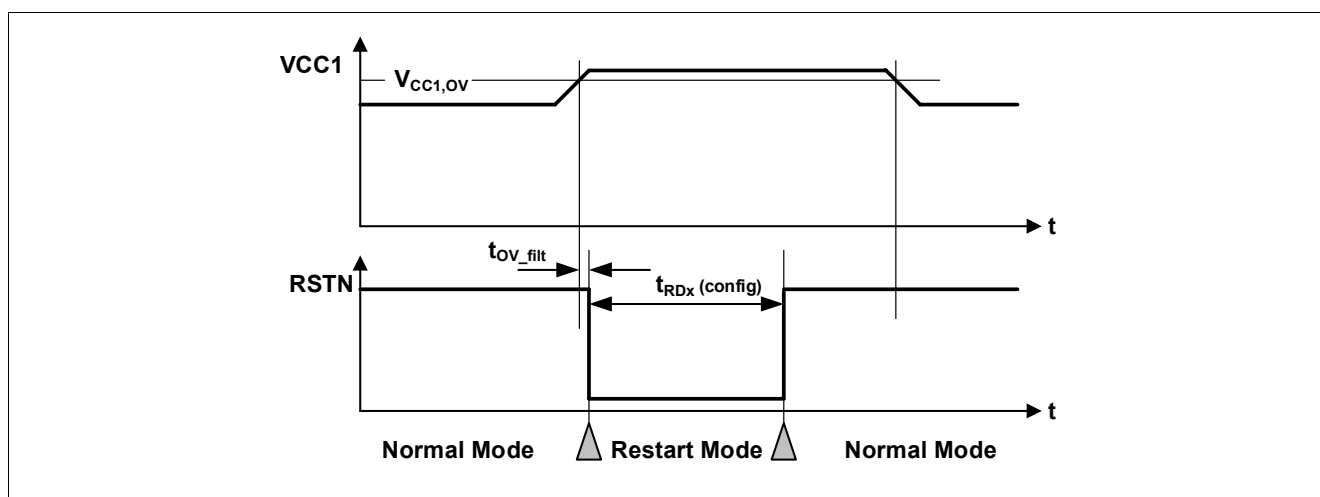 VCC1
VCC1,OV
t
tOV_filt
tRDx (config)
RSTN
t
Normal Mode Restart Mode Normal Mode